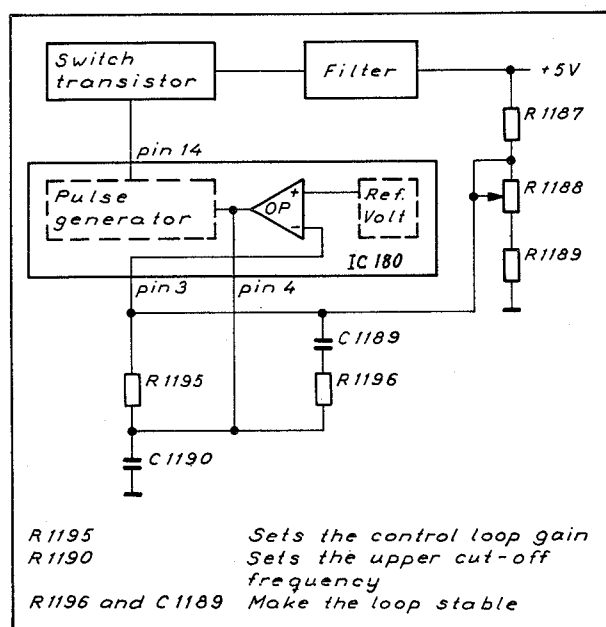 Switch
transistor
Filter
+5V
R1187
pin 14
Pulse
generator
OP
+
−
Ref.
Volt
R1188
IC 180
R1189
pin 3
pin 4
C1189
R1195
R1196
C1190
R1195 Sets the control loop gain
R1190 Sets the upper cut-off
frequency
R1196 and C1189 Make the loop stable